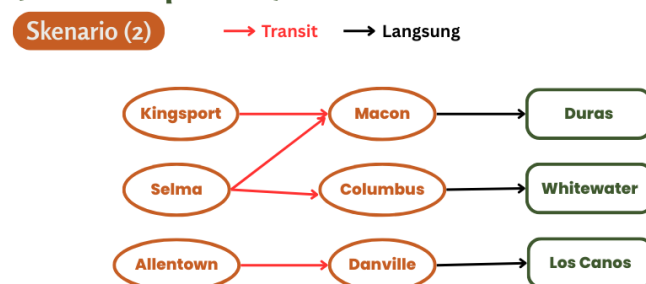 Skenario (2)
Transit
Langsung
Kingsport
Macon
Duras
Selma
Columbus
Whitewater
Allentown
Danville
Los Canos